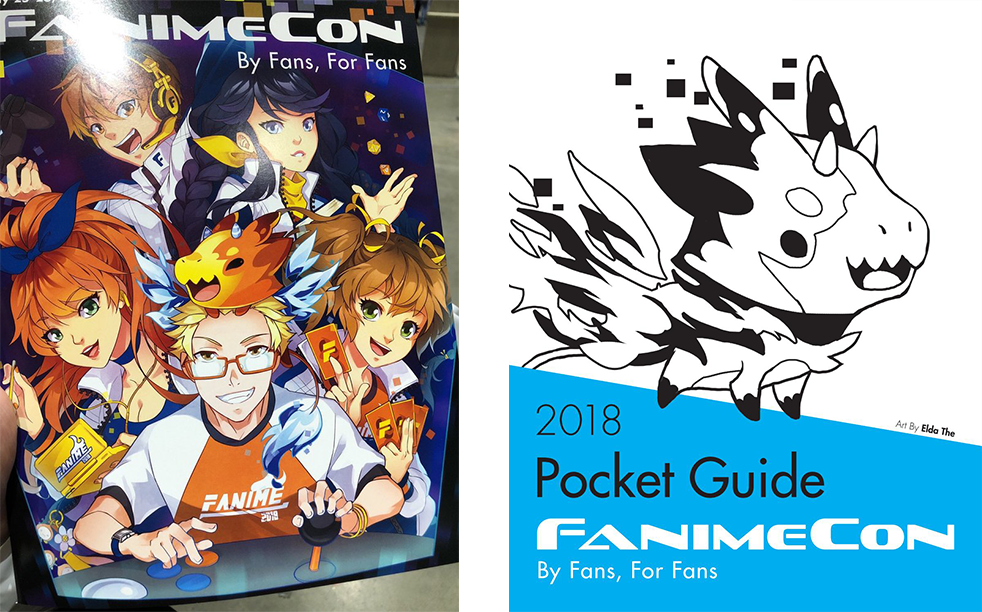 FANIMECON
By Fans, For Fans
F
F
F
FANIME
FANIME
2018
2018
Art By Elda The
Pocket Guide
FANIMECON
By Fans, For Fans